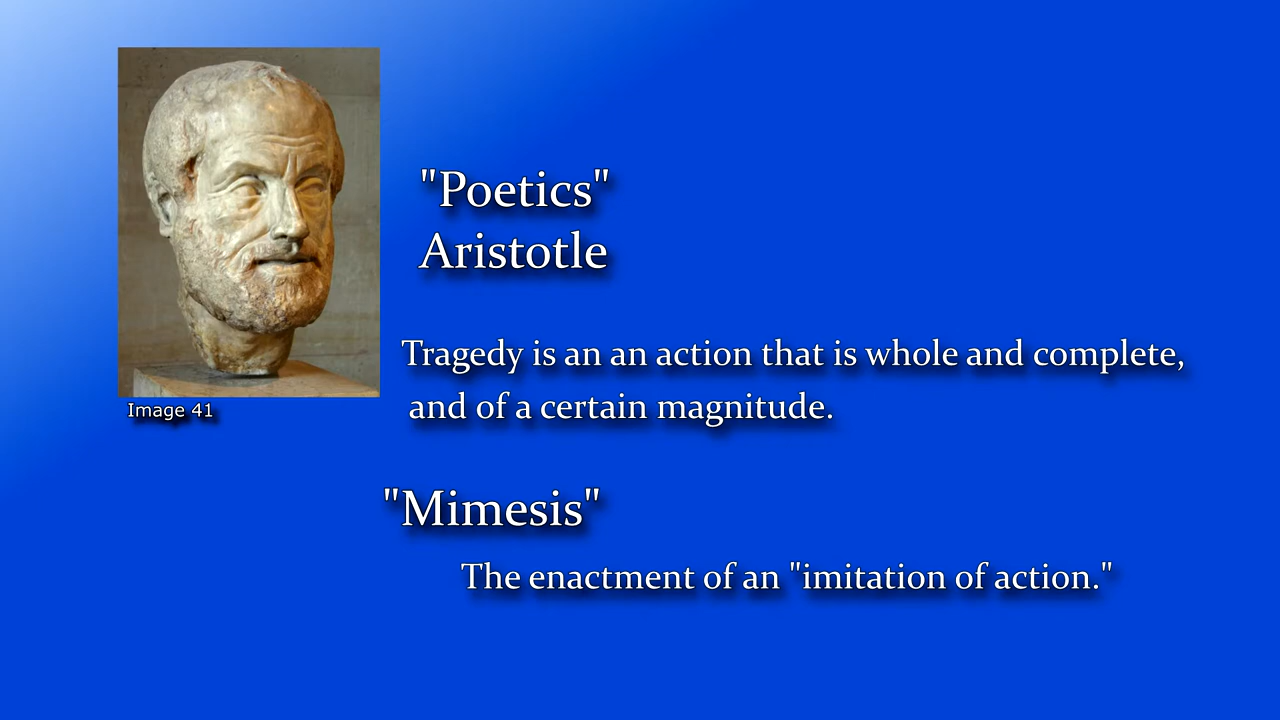 "Poetics"
Aristotle
Tragedy is an an action that is whole and complete,
and of a certain magnitude.
Image 41
"Mimesis"
The enactment of an "imitation of action."